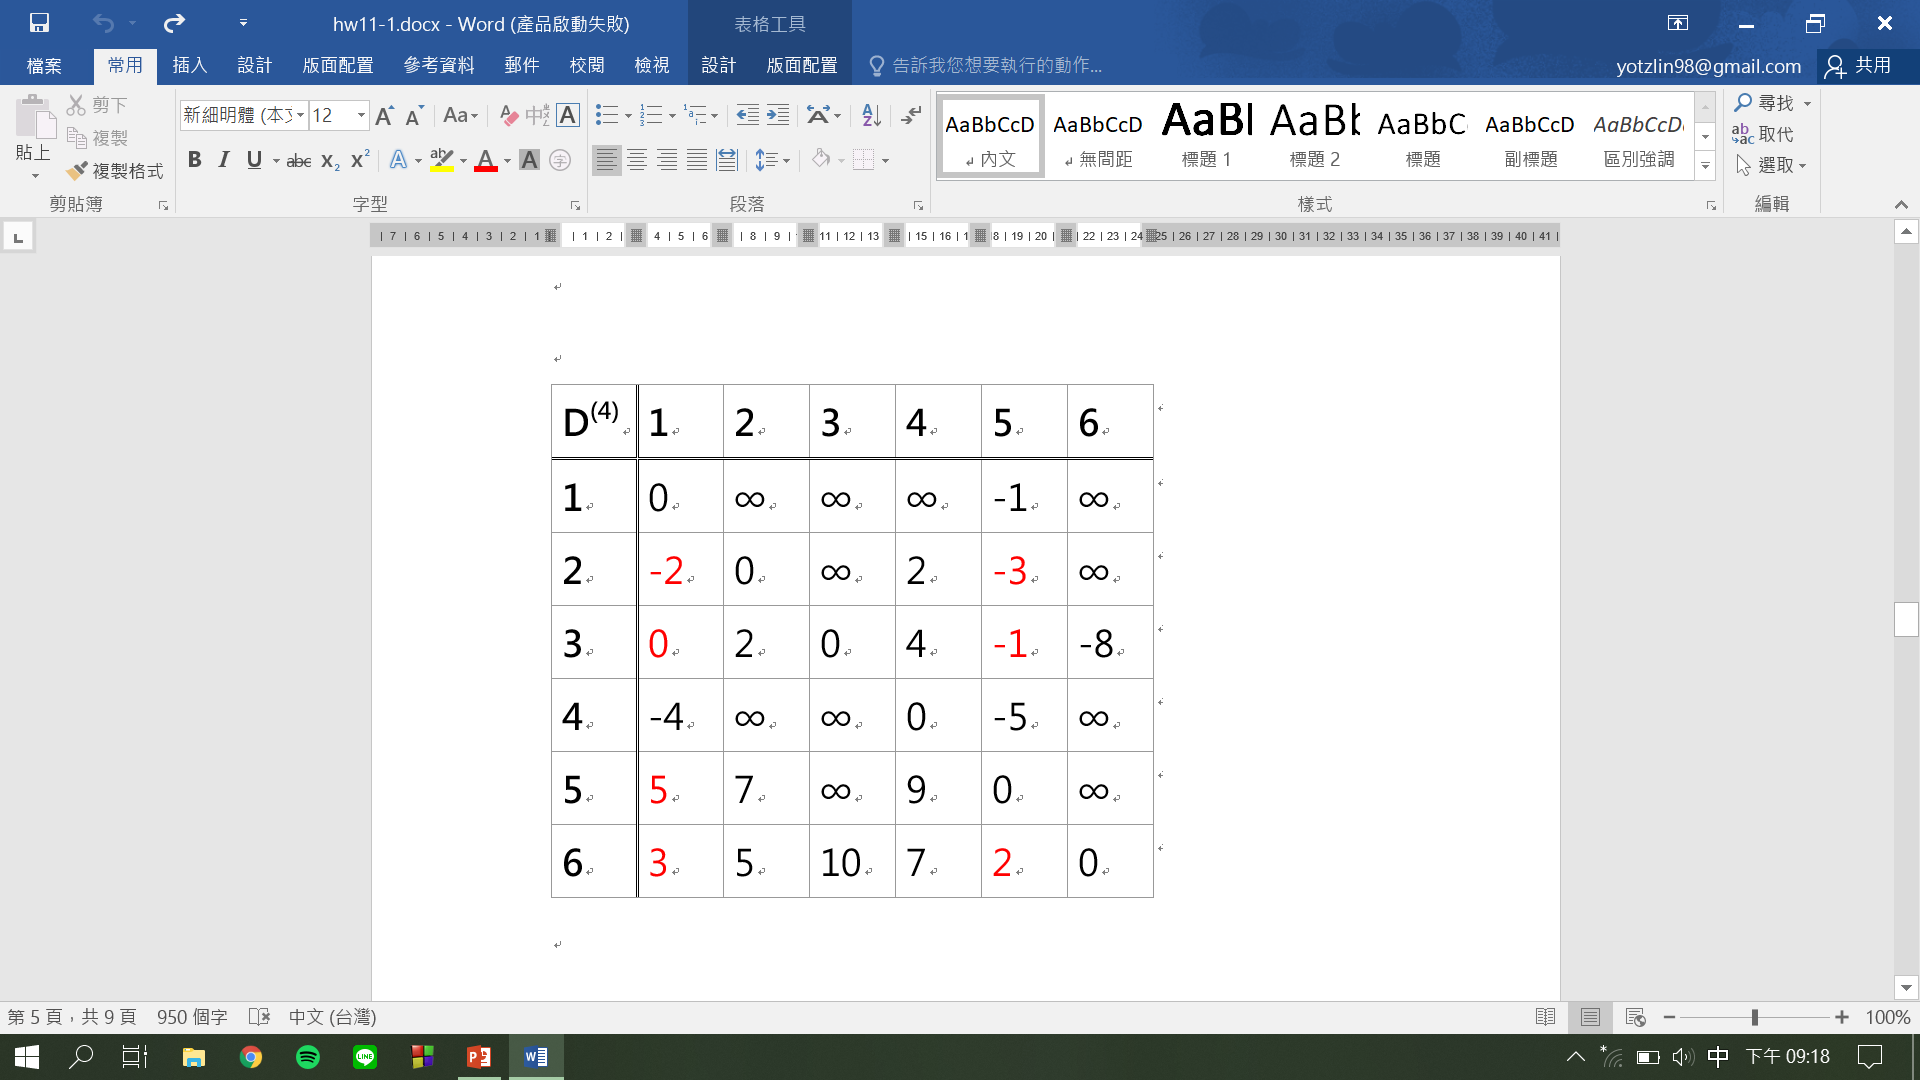 hw11-1.docx - Word (產品啟動失敗)
表格工具
檔案 常用 插入 設計 版面配置 參考資料 郵件 校閱 檢視 設計 版面配置 告訴我您想要執行的動作...
yotzlin98@gmail.com 共用
貼上
剪下
複製
複製格式
剪貼簿
新細明體 (本文 12
字型
段落
AaBbCcD AaBbCcD AaBl AaBb AaBbC AaBbCcD AaBbCcDc
內文 無間距 標題 1 標題 2 標題 副標題 區別強調
樣式
尋找
取代
選取
編輯
D(4) 1 2 3 4 5 6
1 0 ∞ ∞ ∞ -1 ∞
2 -2 0 ∞ 2 -3 ∞
3 0 2 0 4 -1 -8
4 -4 ∞ ∞ 0 -5 ∞
5 5 7 ∞ 9 0 ∞
6 3 5 10 7 2 0
第 5 頁，共 9 頁 950 個字 中文 (台灣) 100%
中 下午 09:18